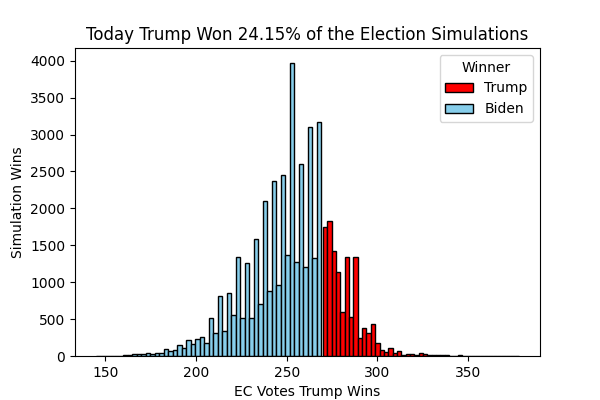 Today Trump Won 24.15% of the Election Simulations
Winner
Trump
Biden
4000
3500
3000
2500
2000
1500
1000
500
0
Simulation Wins
150 200 250 300 350
EC Votes Trump Wins